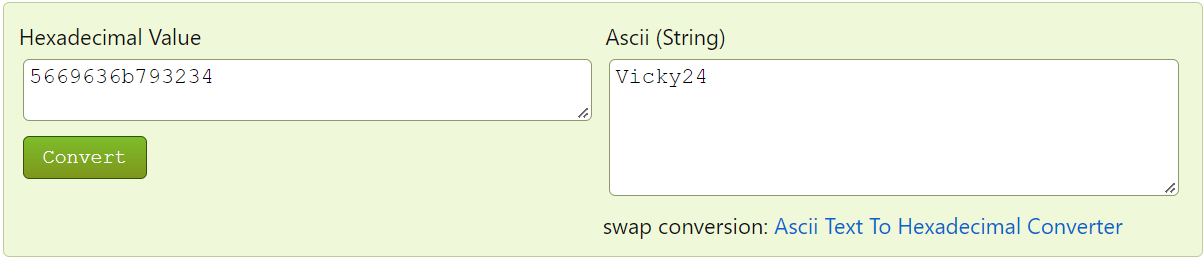 Hexadecimal Value
5669636b793234
Convert
Ascii (String)
Vicky24
swap conversion: Ascii Text To Hexadecimal Converter